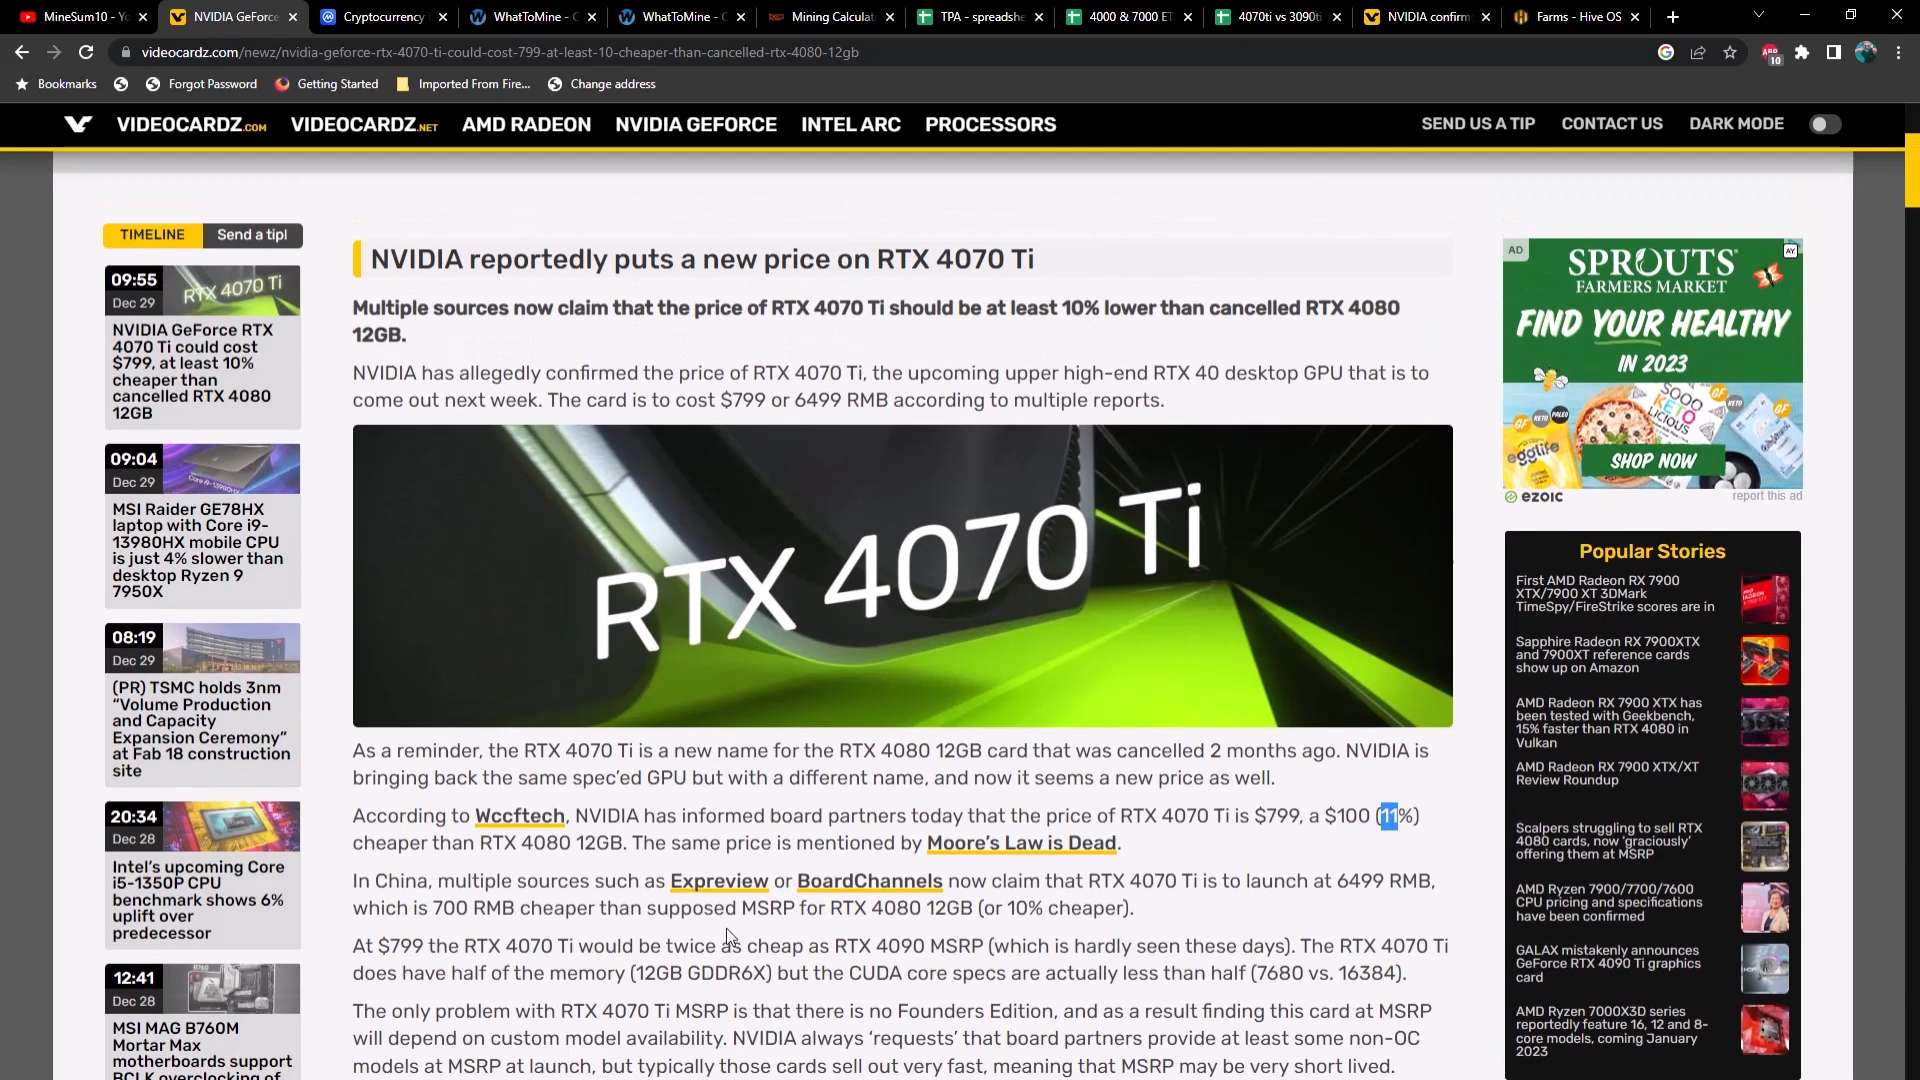 MineSum10 - Yo
NVIDIA GeForce
Cryptocurrency
WhatToMine - C
WhatToMine - C
Mining Calculat
TPA - spreadshe
4000 & 7000 ET
4070ti vs 3090ti
NVIDIA confirm
Farms - Hive OS
videocardz.com/newz/nvidia-geforce-rtx-4070-ti-could-cost-799-at-least-10-cheaper-than-cancelled-rtx-4080-12gb
10
Bookmarks
Forgot Password
Getting Started
Imported From Fire...
Change address
VIDEOCARDZ.COM
VIDEOCARDZ.NET
AMD RADEON
NVIDIA GEFORCE
INTEL ARC
PROCESSORS
SEND US A TIP
CONTACT US
DARK MODE
TIMELINE
Send a tip!
09:55
Dec 29
RTX 4070 Ti
NVIDIA GeForce RTX
4070 Ti could cost
$799, at least 10%
cheaper than
cancelled RTX 4080
12GB
09:04
Dec 29
Core i9-13980HX
MSI Raider GE78HX
laptop with Core i9-
13980HX mobile CPU
is just 4% slower than
desktop Ryzen 9
7950X
08:19
Dec 29
(PR) TSMC holds 3nm
“Volume Production
and Capacity
Expansion Ceremony”
at Fab 18 construction
site
20:34
Dec 28
Intel’s upcoming Core
i5-1350P CPU
benchmark shows 6%
uplift over
predecessor
12:41
Dec 28
MSI MAG B760M
Mortar Max
motherboards support
BCLK overclocking of
NVIDIA reportedly puts a new price on RTX 4070 Ti
Multiple sources now claim that the price of RTX 4070 Ti should be at least 10% lower than cancelled RTX 4080
12GB.
NVIDIA has allegedly confirmed the price of RTX 4070 Ti, the upcoming upper high-end RTX 40 desktop GPU that is to
come out next week. The card is to cost $799 or 6499 RMB according to multiple reports.
RTX 4070 Ti
As a reminder, the RTX 4070 Ti is a new name for the RTX 4080 12GB card that was cancelled 2 months ago. NVIDIA is
bringing back the same spec’ed GPU but with a different name, and now it seems a new price as well.
According to Wccftech, NVIDIA has informed board partners today that the price of RTX 4070 Ti is $799, a $100 (11%)
cheaper than RTX 4080 12GB. The same price is mentioned by Moore’s Law is Dead.
In China, multiple sources such as Expreview or BoardChannels now claim that RTX 4070 Ti is to launch at 6499 RMB,
which is 700 RMB cheaper than supposed MSRP for RTX 4080 12GB (or 10% cheaper).
At $799 the RTX 4070 Ti would be twice as cheap as RTX 4090 MSRP (which is hardly seen these days). The RTX 4070 Ti
does have half of the memory (12GB GDDR6X) but the CUDA core specs are actually less than half (7680 vs. 16384).
The only problem with RTX 4070 Ti MSRP is that there is no Founders Edition, and as a result finding this card at MSRP
will depend on custom model availability. NVIDIA always ‘requests’ that board partners provide at least some non-OC
models at MSRP at launch, but typically those cards sell out very fast, meaning that MSRP may be very short lived.
AD
SPROUTS
FARMERS MARKET
FIND YOUR HEALTHY
IN 2023
SHOP NOW
ezoic
report this ad
Popular Stories
First AMD Radeon RX 7900
XTX/7900 XT 3DMark
TimeSpy/FireStrike scores are in
Sapphire Radeon RX 7900XTX
and 7900XT reference cards
show up on Amazon
AMD Radeon RX 7900 XTX has
been tested with Geekbench,
15% faster than RTX 4080 in
Vulkan
AMD Radeon RX 7900 XTX/XT
Review Roundup
Scalpers struggling to sell RTX
4080 cards, now ‘graciously’
offering them at MSRP
AMD Ryzen 7900/7700/7600
CPU pricing and specifications
have been confirmed
GALAX mistakenly announces
GeForce RTX 4090 Ti graphics
card
AMD Ryzen 7000X3D series
reportedly feature 16, 12 and 8-
core models, coming January
2023